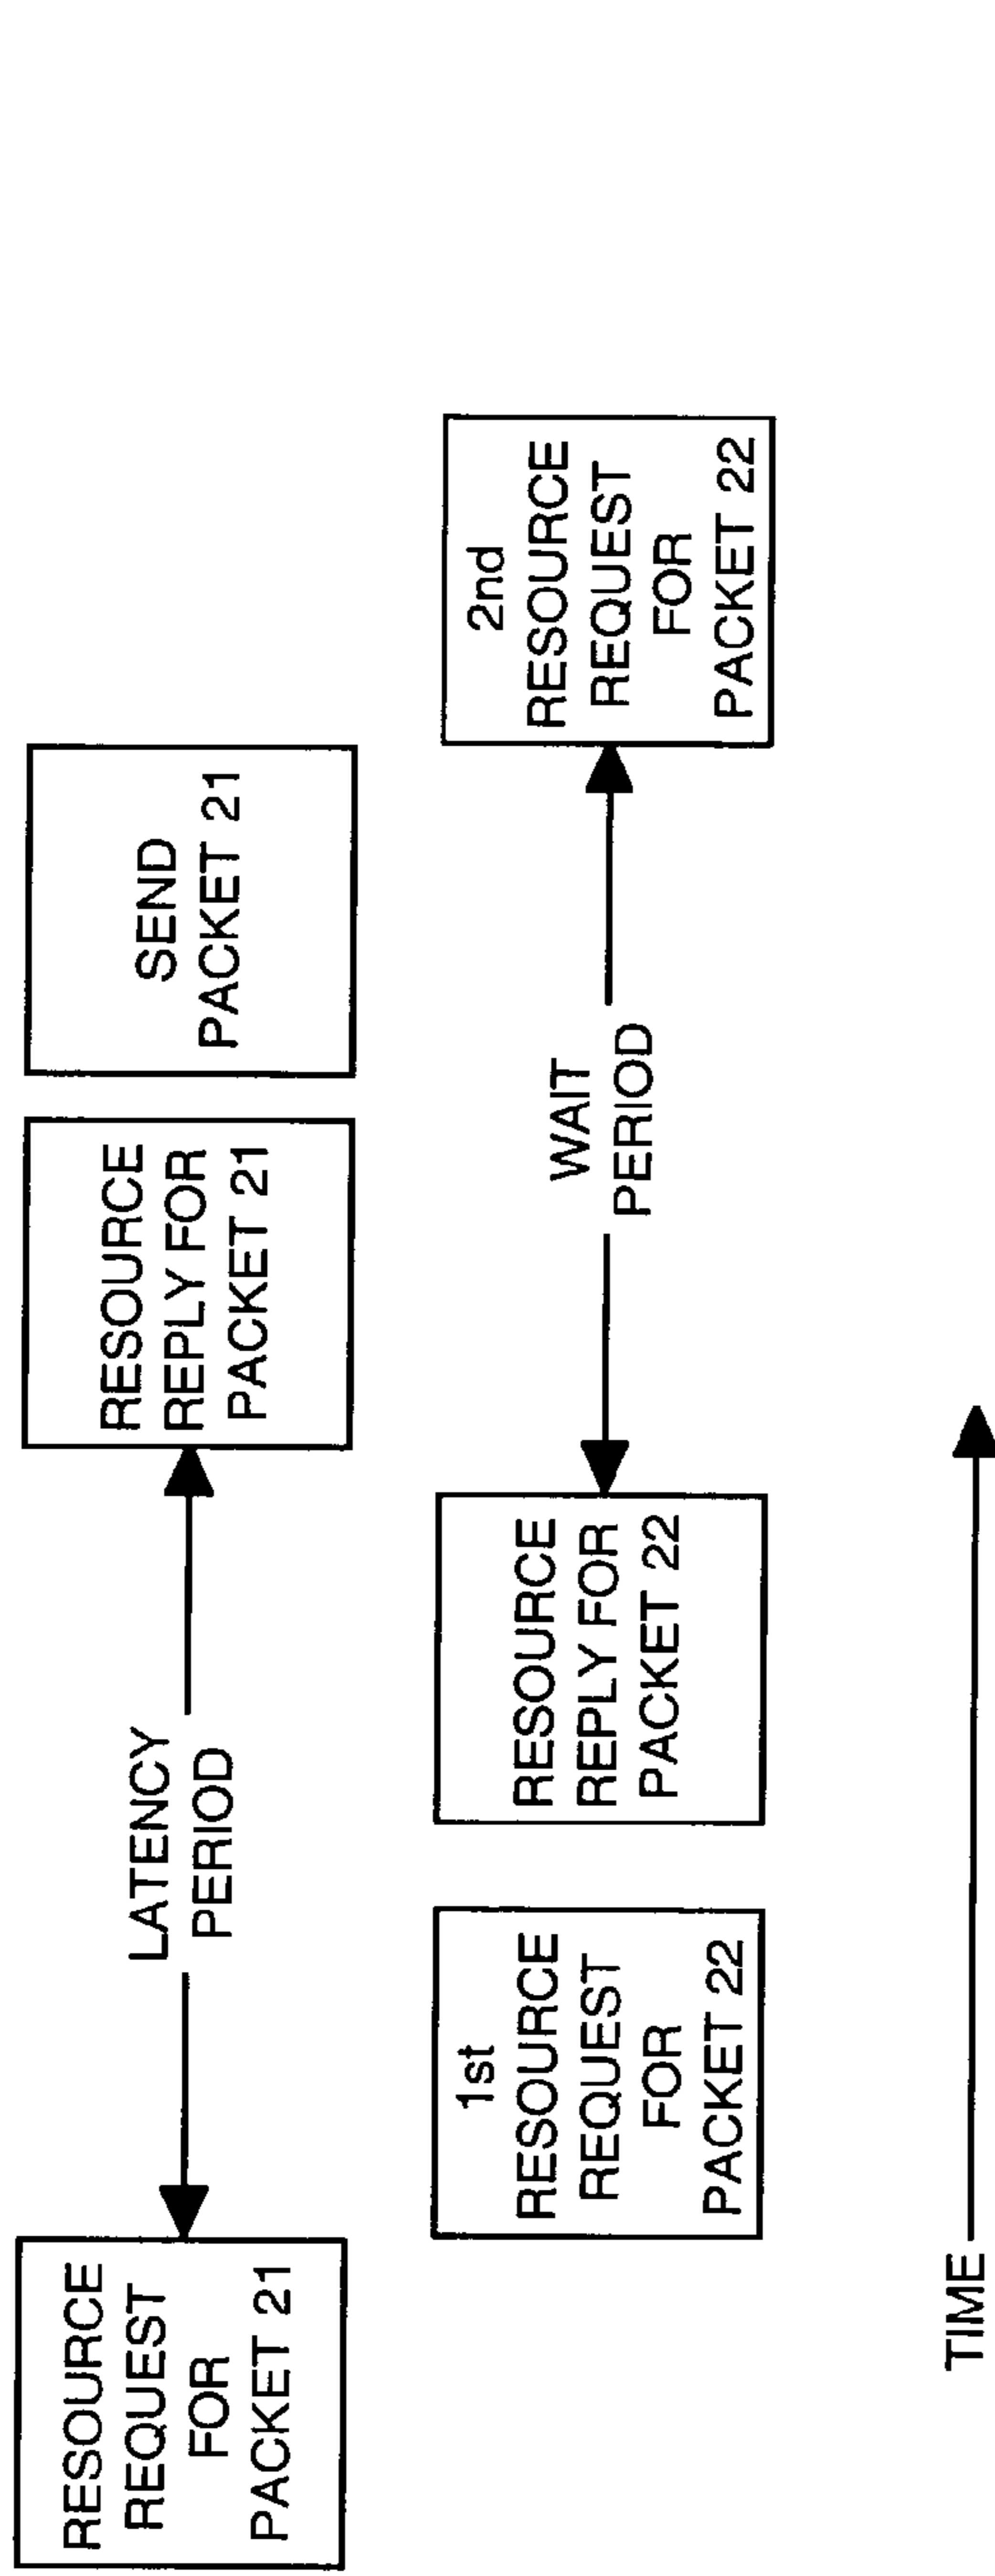 RESOURCE
REQUEST
FOR
PACKET 21
LATENCY
PERIOD
RESOURCE
REPLY FOR
PACKET 21
SEND
PACKET 21
1st
RESOURCE
REQUEST
FOR
PACKET 22
RESOURCE
REPLY FOR
PACKET 22
WAIT
PERIOD
2nd
RESOURCE
REQUEST
FOR
PACKET 22
TIME